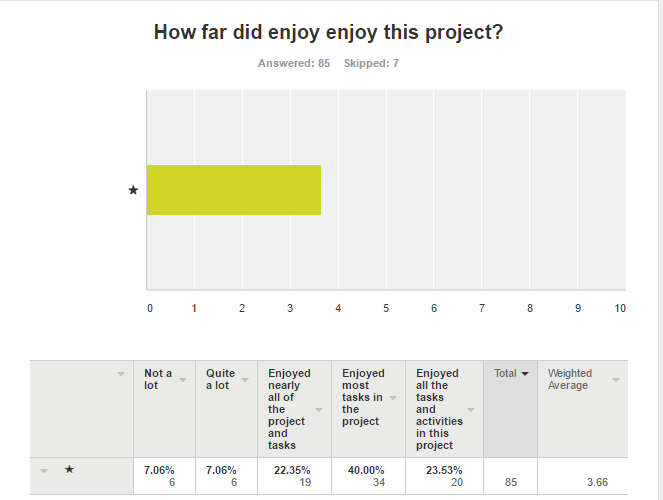 How far did enjoy enjoy this project?
Answered: 85 Skipped: 7
★
0 1 2 3 4 5 6 7 8 9 10
Not a
lot
Quite
a lot
Enjoyed
nearly
all of
the
project
and
tasks
Enjoyed
most
tasks in
the
project
Enjoyed
all the
tasks
and
activities
in this
project
Total
Weighted
Average
★
7.06%
6
7.06%
6
22.35%
19
40.00%
34
23.53%
20
85
3.66